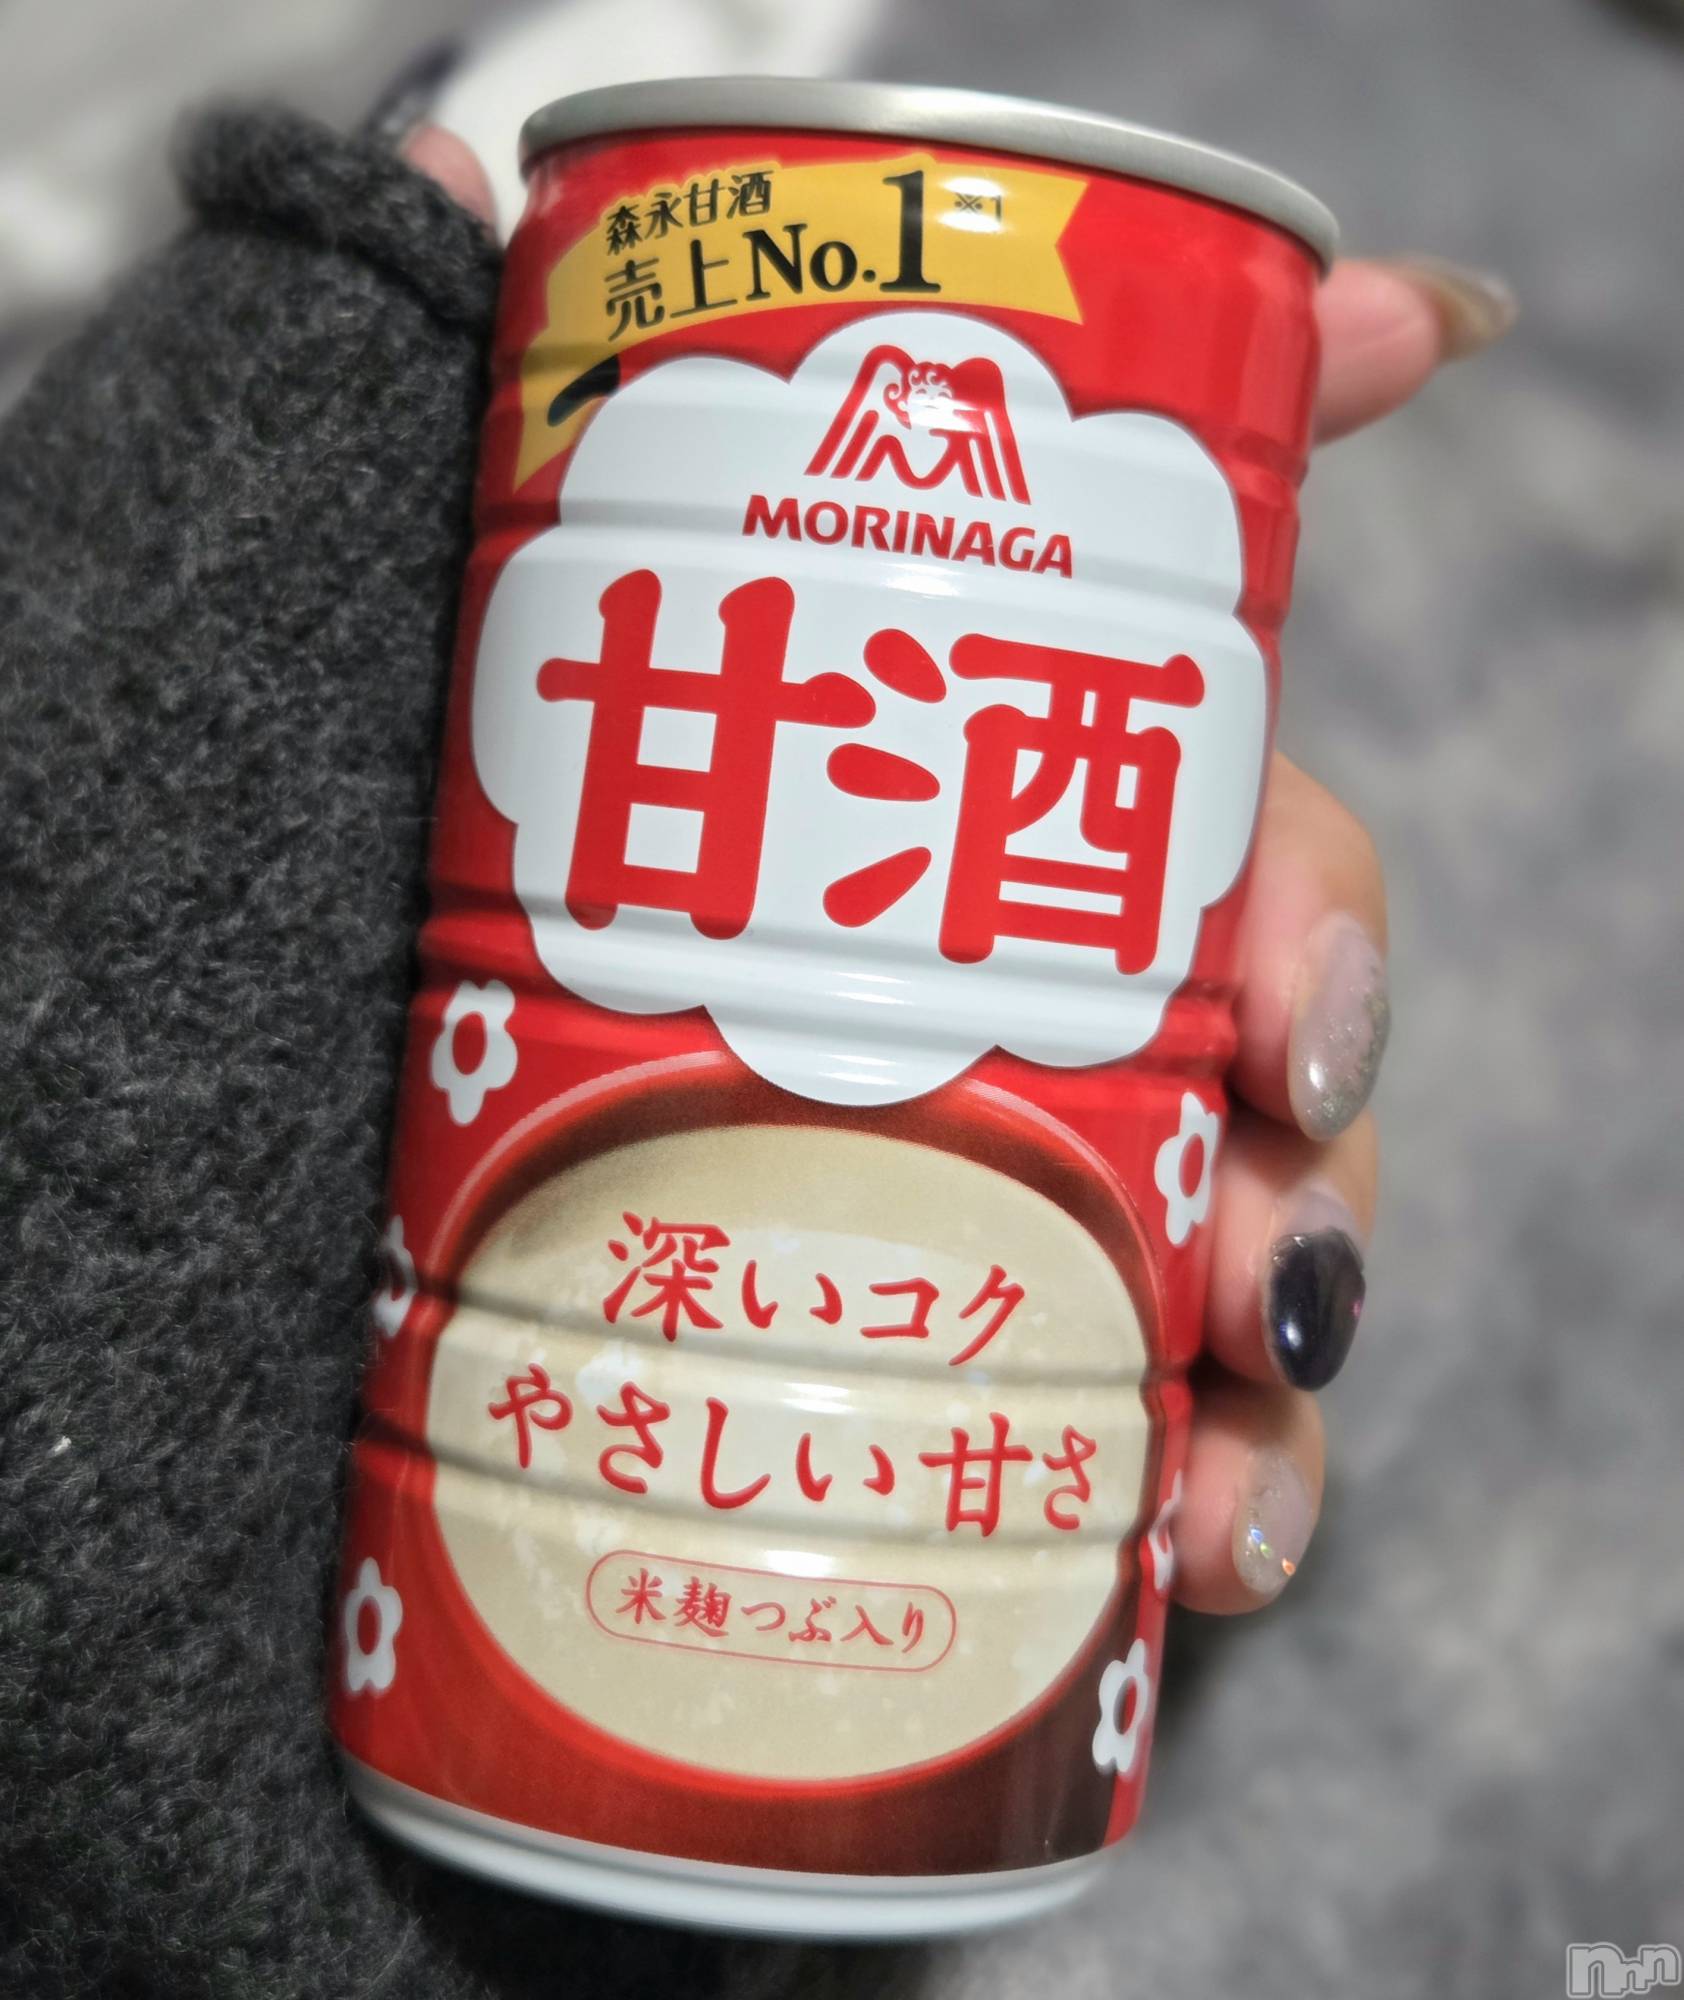 森永甘酒
売上No.1※1
MORINAGA
甘酒
深いコク
やさしい甘さ
米麹つぶ入り
nnn